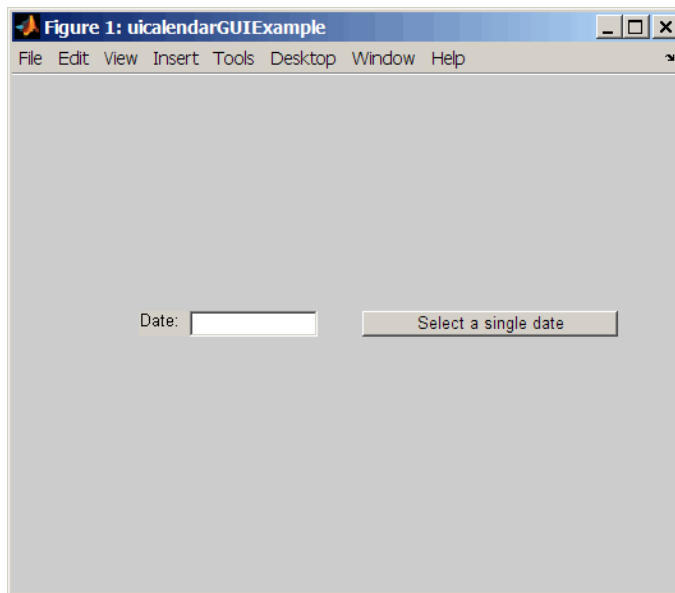 Figure 1: uicalendarGUIExample
File Edit View Insert Tools Desktop Window Help
Date: Select a single date